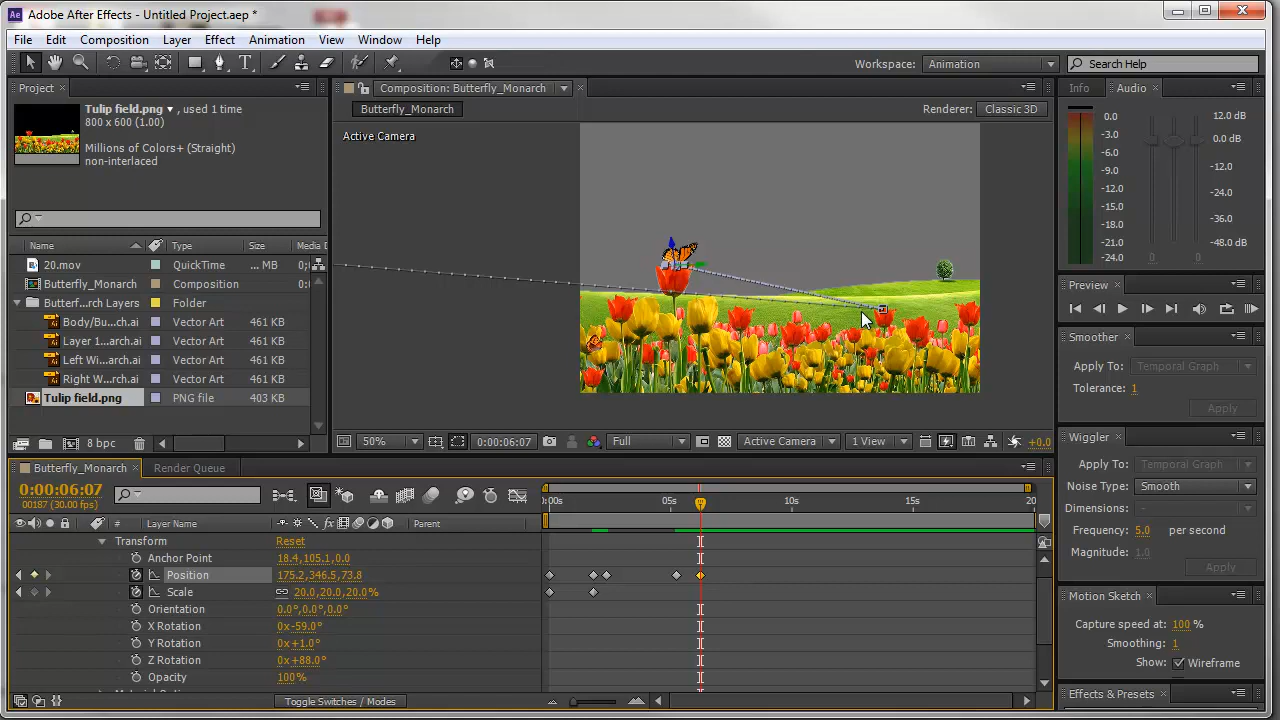 Adobe After Effects - Untitled Project.aep *
File Edit Composition Layer Effect Animation View Window Help
Workspace: Animation
Search Help
Project
Tulip field.png , used 1 time
800 x 600 (1.00)
Millions of Colors+ (Straight)
non-interlaced
Name Type Size Media D
20.mov QuickTime ... MB 0;
Butterfly_Monarch Composition 0;
Butterf...rch Layers Folder
Body/Bu...ch.ai Vector Art 461 KB
Layer 1...arch.ai Vector Art 461 KB
Left Wi...arch.ai Vector Art 461 KB
Right W...arch.ai Vector Art 461 KB
Tulip field.png PNG file 403 KB
8 bpc
Composition: Butterfly_Monarch
Butterfly_Monarch
Renderer: Classic 3D
Active Camera
50% 0:00:06:07 Full Active Camera 1 View +0.0
Info Audio
0.0
-3.0
-6.0
-9.0
-12.0
-15.0
-18.0
-21.0
-24.0
12.0 dB
0.0 dB
-12.0
-24.0
-36.0
-48.0 dB
Preview
Smoother
Apply To: Temporal Graph
Tolerance: 1
Apply
Wiggler
Apply To: Temporal Graph
Noise Type: Smooth
Dimensions: -
Frequency: 5.0 per second
Magnitude: 1.0
Apply
Motion Sketch
Capture speed at: 100 %
Smoothing: 1
Show: Wireframe
Effects & Presets
Butterfly_Monarch Render Queue
0:00:06:07
00187 (30.00 fps)
:00s 05s 10s 15s 20
# Layer Name Parent
Transform Reset
Anchor Point 18.4,105.1,0.0
Position 175.2,346.5,73.8
Scale 20.0,20.0,20.0%
Orientation 0.0°,0.0°,0.0°
X Rotation 0x-59.0°
Y Rotation 0x+1.0°
Z Rotation 0x+88.0°
Opacity 100%
Toggle Switches / Modes